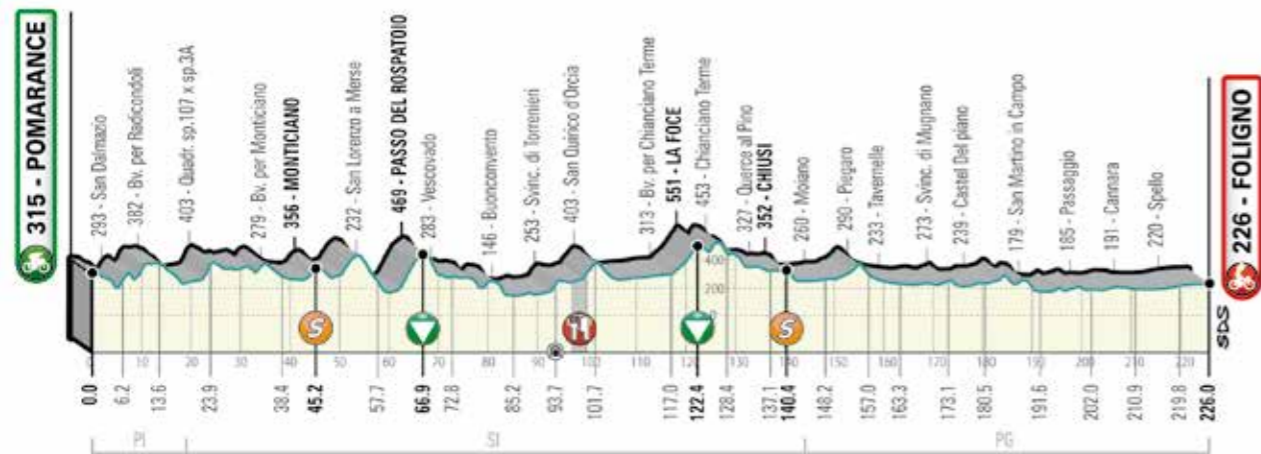 315 - POMARANCE
293 - San Dalmazio
382 - Bv. per Radicondoli
403 - Quadr. sp.107 x sp.3A
279 - Bv. per Monticiano
356 - MONTICIANO
232 - San Lorenzo a Merse
469 - PASSO DEL ROSPATOIO
283 - Vescovado
146 - Buonconvento
253 - Svinc. di Torrenieri
403 - San Quirico d'Orcia
313 - Bv. per Chianciano Terme
551 - LA FOCE
453 - Chianciano Terme
327 - Querce al Pino
352 - CHIUSI
260 - Moiano
290 - Piegaro
233 - Tavernelle
273 - Svinc. di Mugnano
239 - Castel Del piano
179 - San Martino in Campo
185 - Passaggio
191 - Cannara
220 - Spello
226 - FOLIGNO
400
200
0
S
S
SDS
0 10 20 30 40 50 60 70 80 90 100 110 120 130 140 150 160 170 180 190 200 210 220
0.0 6.2 13.6 23.9 38.4 45.2 57.7 66.9 72.8 85.2 93.7 101.7 117.0 122.4 128.4 137.1 140.4 148.2 157.0 163.3 173.1 180.5 191.6 202.0 210.9 219.8 226.0
PI SI PG